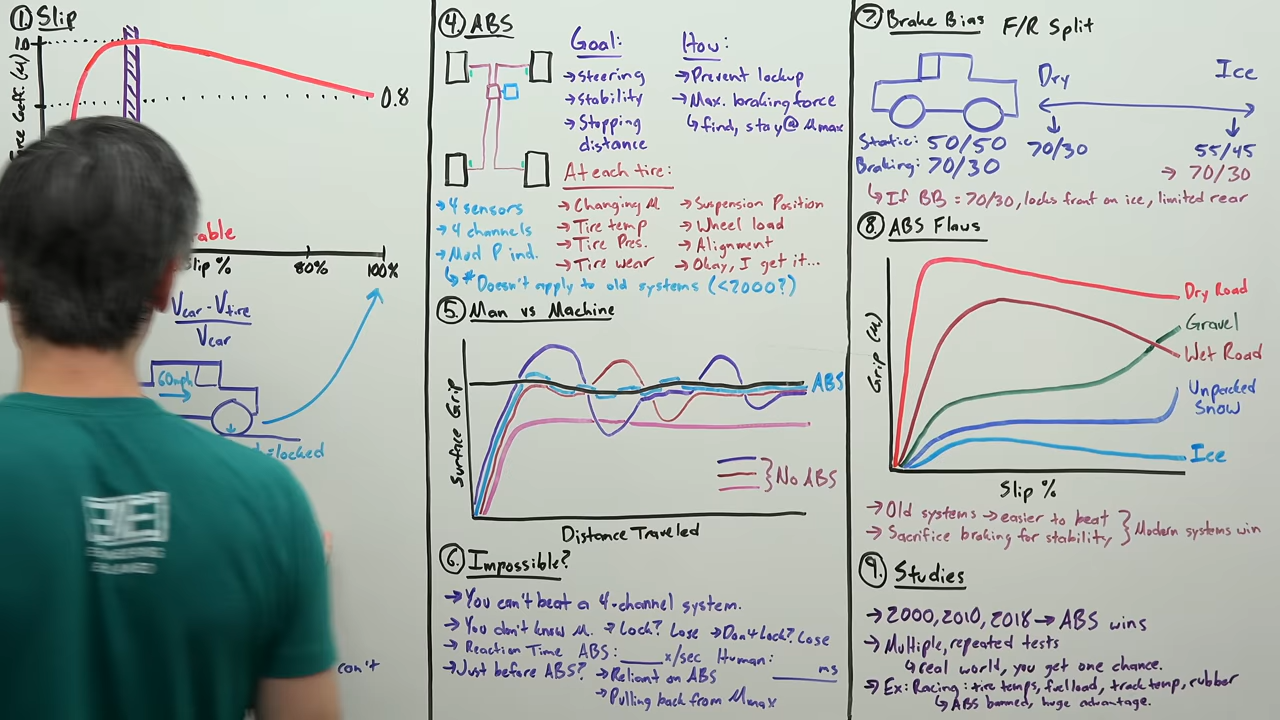 1. Slip
1.0
0.8
Slip %
80%
100%
Vcar - Vtire
Vcar
60mph
=locked
con't
4. ABS
Goal:
→ Steering
→ Stability
→ Stopping
distance
How:
→ Prevent lockup
→ Max. braking force
↳ find, stay @ μmax
At each tire:
→ 4 sensors
→ 4 channels
→ Mod P ind.
→ Changing μ
→ Tire temp
→ Tire Pres.
→ Tire wear
→ Suspension Position
→ Wheel load
→ Alignment
→ Okay, I get it...
↳ * Doesn't apply to old systems (<2000?)
5. Man vs Machine
Surface Grip
ABS
} No ABS
Distance Traveled
6. Impossible?
→ You can't beat a 4-channel system.
→ You don't know μ. → Lock? Lose → Don't Lock? Lose
→ Reaction Time ABS: ____ x/sec Human: ____ ms
→ Just before ABS? → Reliant on ABS
→ Pulling back from μmax
7. Brake Bias F/R Split
Dry
Ice
Static: 50/50
Braking: 70/30
70/30
55/45
→ 70/30
↳ If BB = 70/30, locks front on ice, limited rear
8. ABS Flaws
Grip (μ)
Dry Road
Gravel
Wet Road
Unpacked
Snow
Ice
Slip %
→ Old systems → easier to beat
→ Sacrifice braking for stability
} Modern systems win
9. Studies
→ 2000, 2010, 2018 → ABS wins
→ Multiple, repeated tests
↳ real world, you get one chance.
→ Ex: Racing: tire temps, fuel load, track temp, rubber
↳ ABS banned, huge advantage.